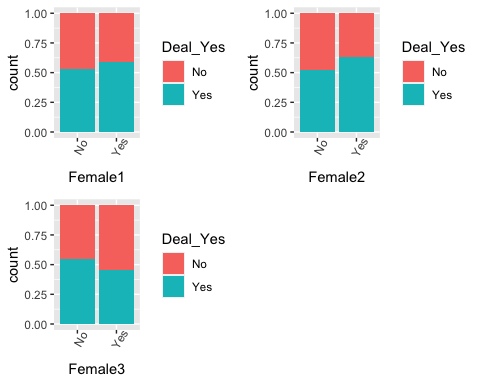 1.00
0.75
0.50
0.25
0.00
count
No
Yes
Female1
Deal_Yes
No
Yes
1.00
0.75
0.50
0.25
0.00
count
No
Yes
Female2
Deal_Yes
No
Yes
1.00
0.75
0.50
0.25
0.00
count
No
Yes
Female3
Deal_Yes
No
Yes